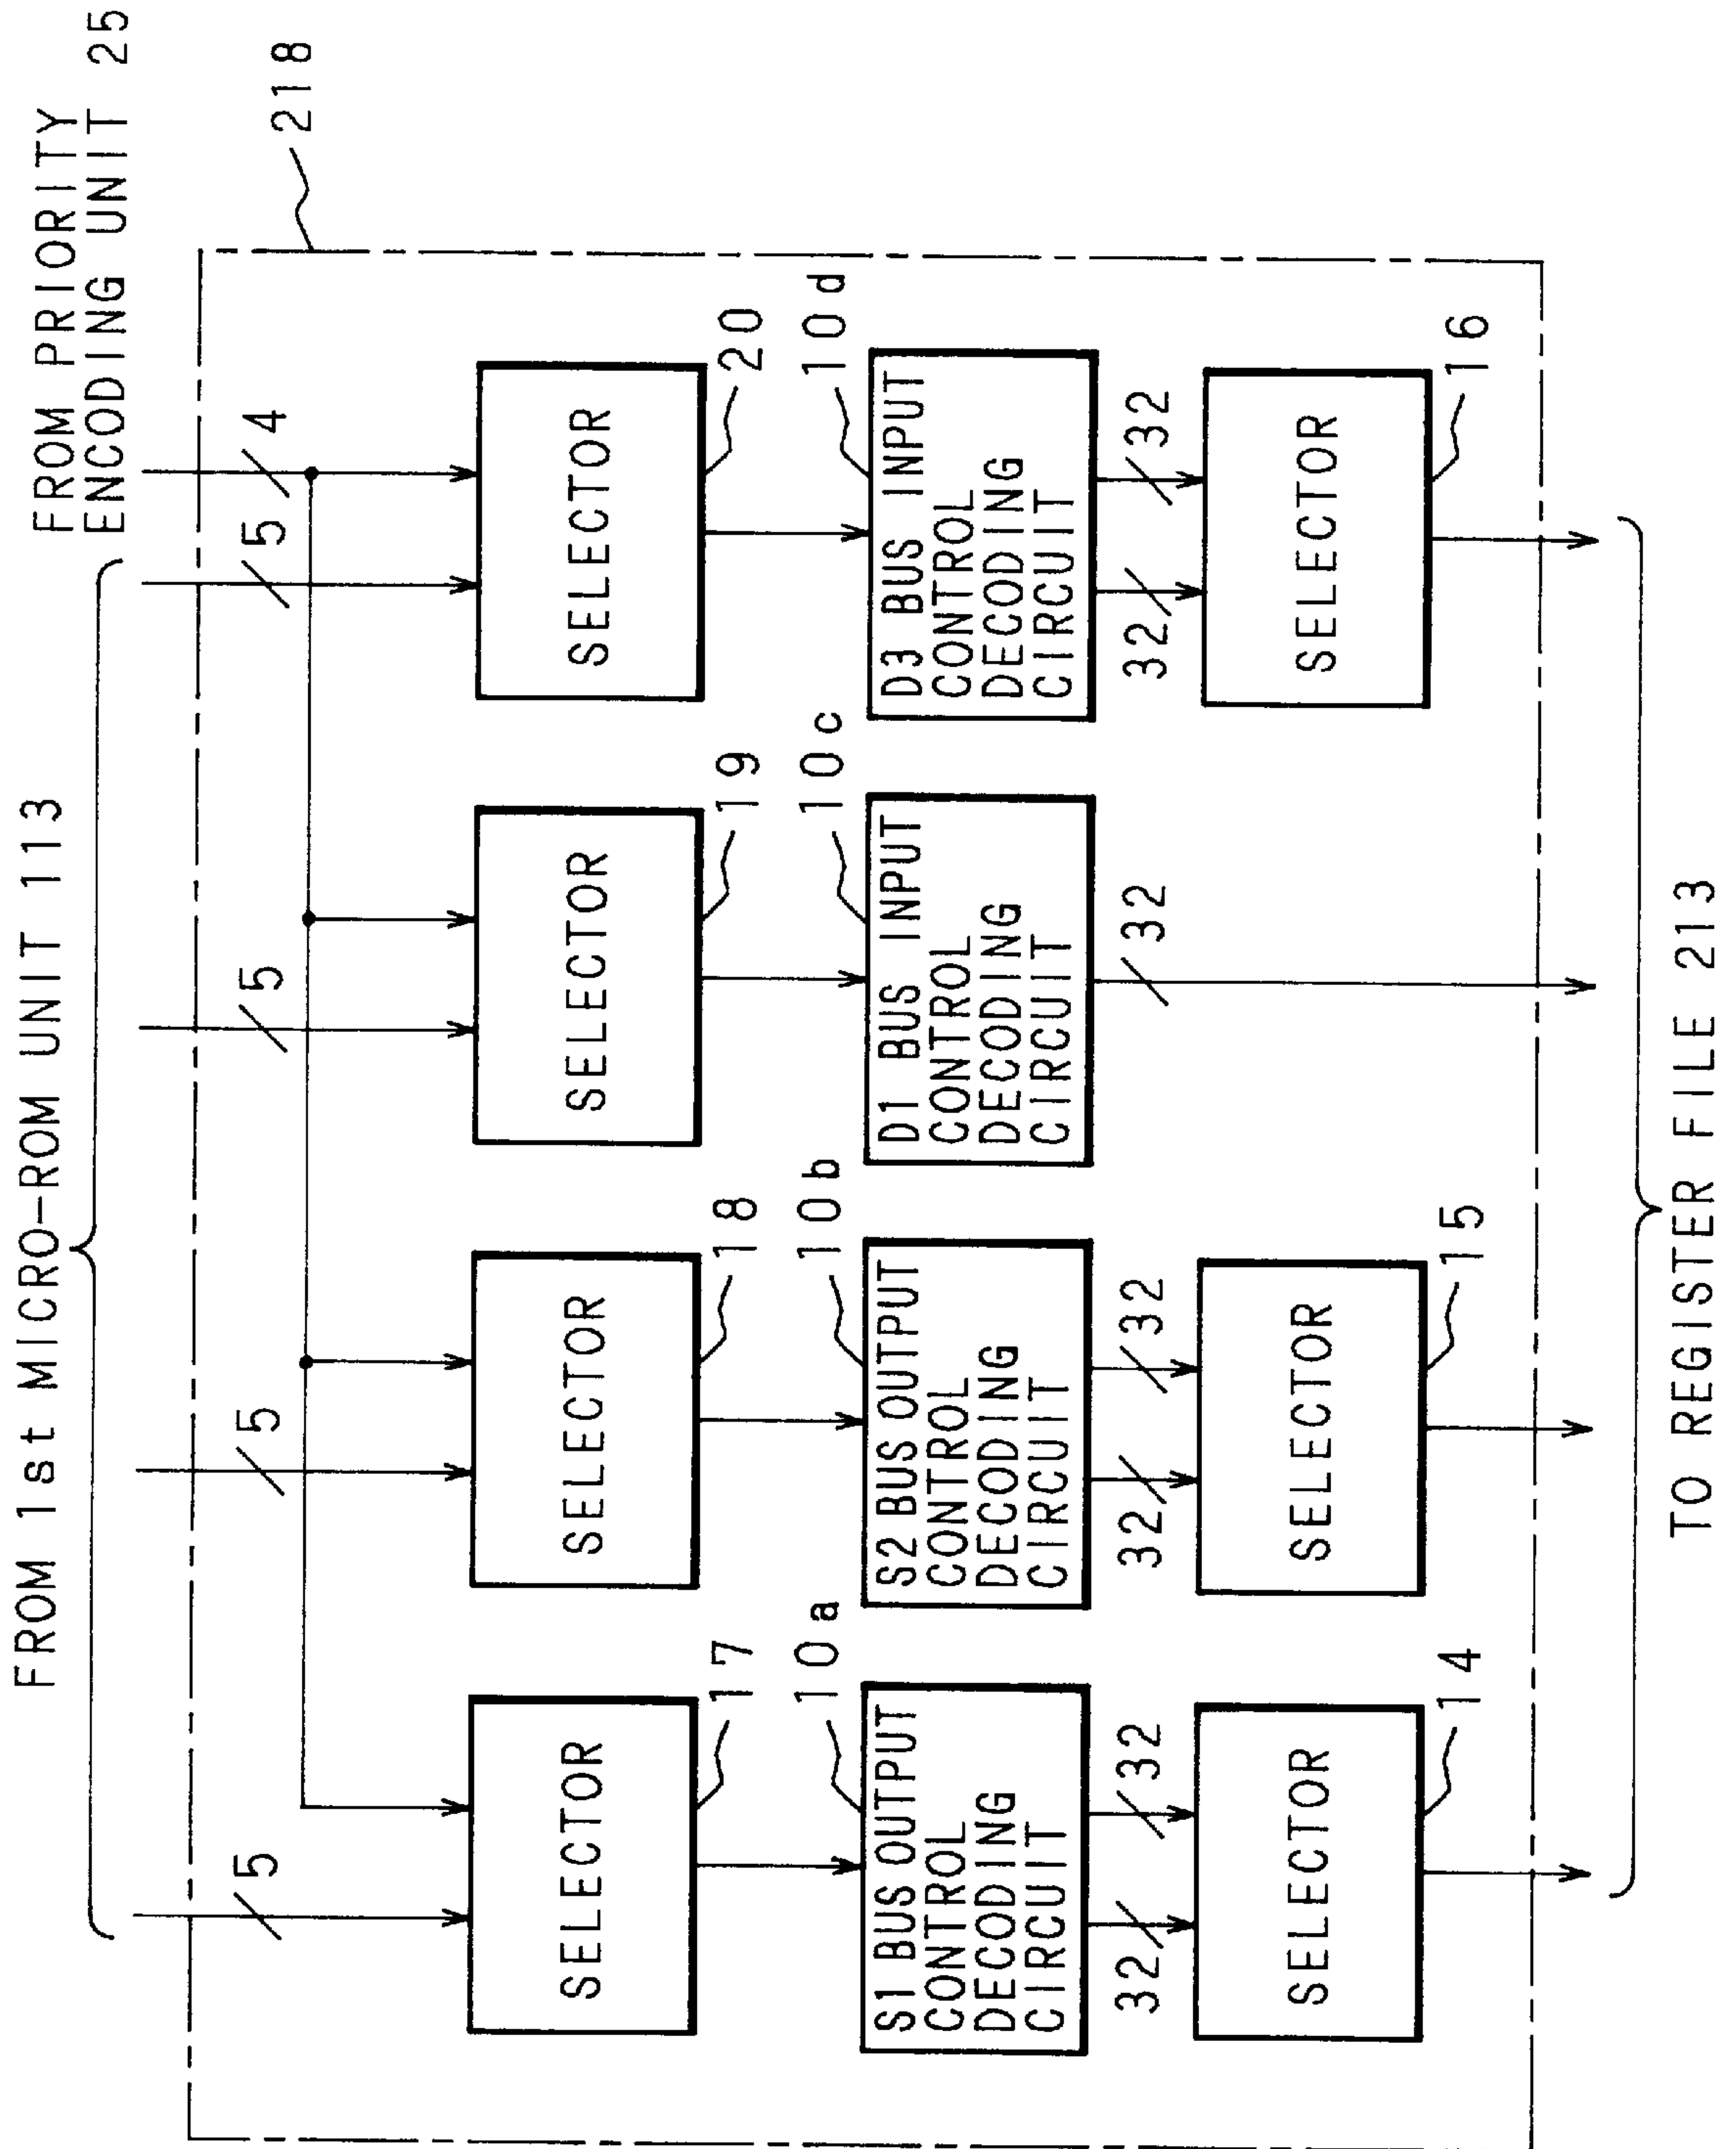 FROM 1st MICRO-ROM UNIT 113
FROM PRIORITY
ENCODING UNIT 25
218
5
5
5
5
4
SELECTOR
SELECTOR
SELECTOR
SELECTOR
17
18
19
20
10a
10b
10c
10d
S1 BUS OUTPUT
CONTROL
DECODING
CIRCUIT
S2 BUS OUTPUT
CONTROL
DECODING
CIRCUIT
D1 BUS INPUT
CONTROL
DECODING
CIRCUIT
D3 BUS INPUT
CONTROL
DECODING
CIRCUIT
32
32
32
32
32
32
32
SELECTOR
SELECTOR
SELECTOR
14
15
16
TO REGISTER FILE 213